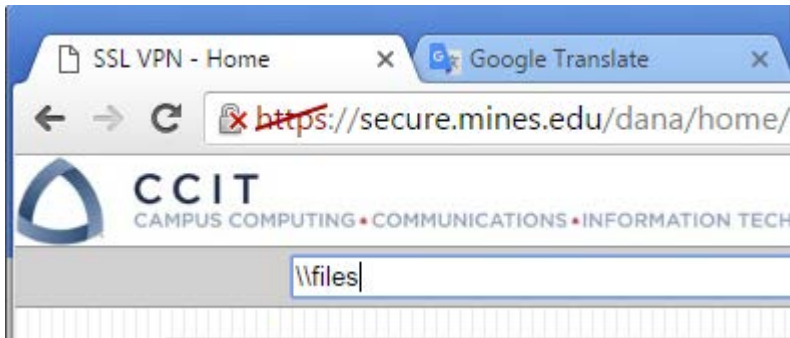 SSL VPN - Home
Google Translate
https://secure.mines.edu/dana/home/
CCIT
CAMPUS COMPUTING•COMMUNICATIONS•INFORMATION TECH
\\files